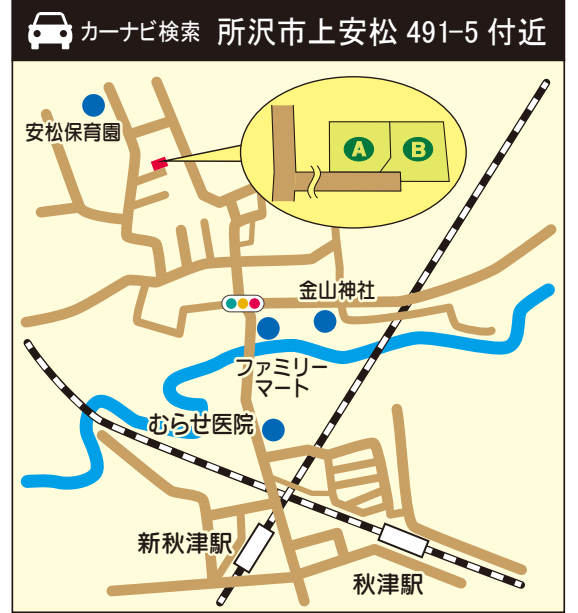 カーナビ検索 所沢市上安松 491-5 付近
安松保育園
A B
金山神社
ファミリー
マート
むらせ医院
新秋津駅
秋津駅